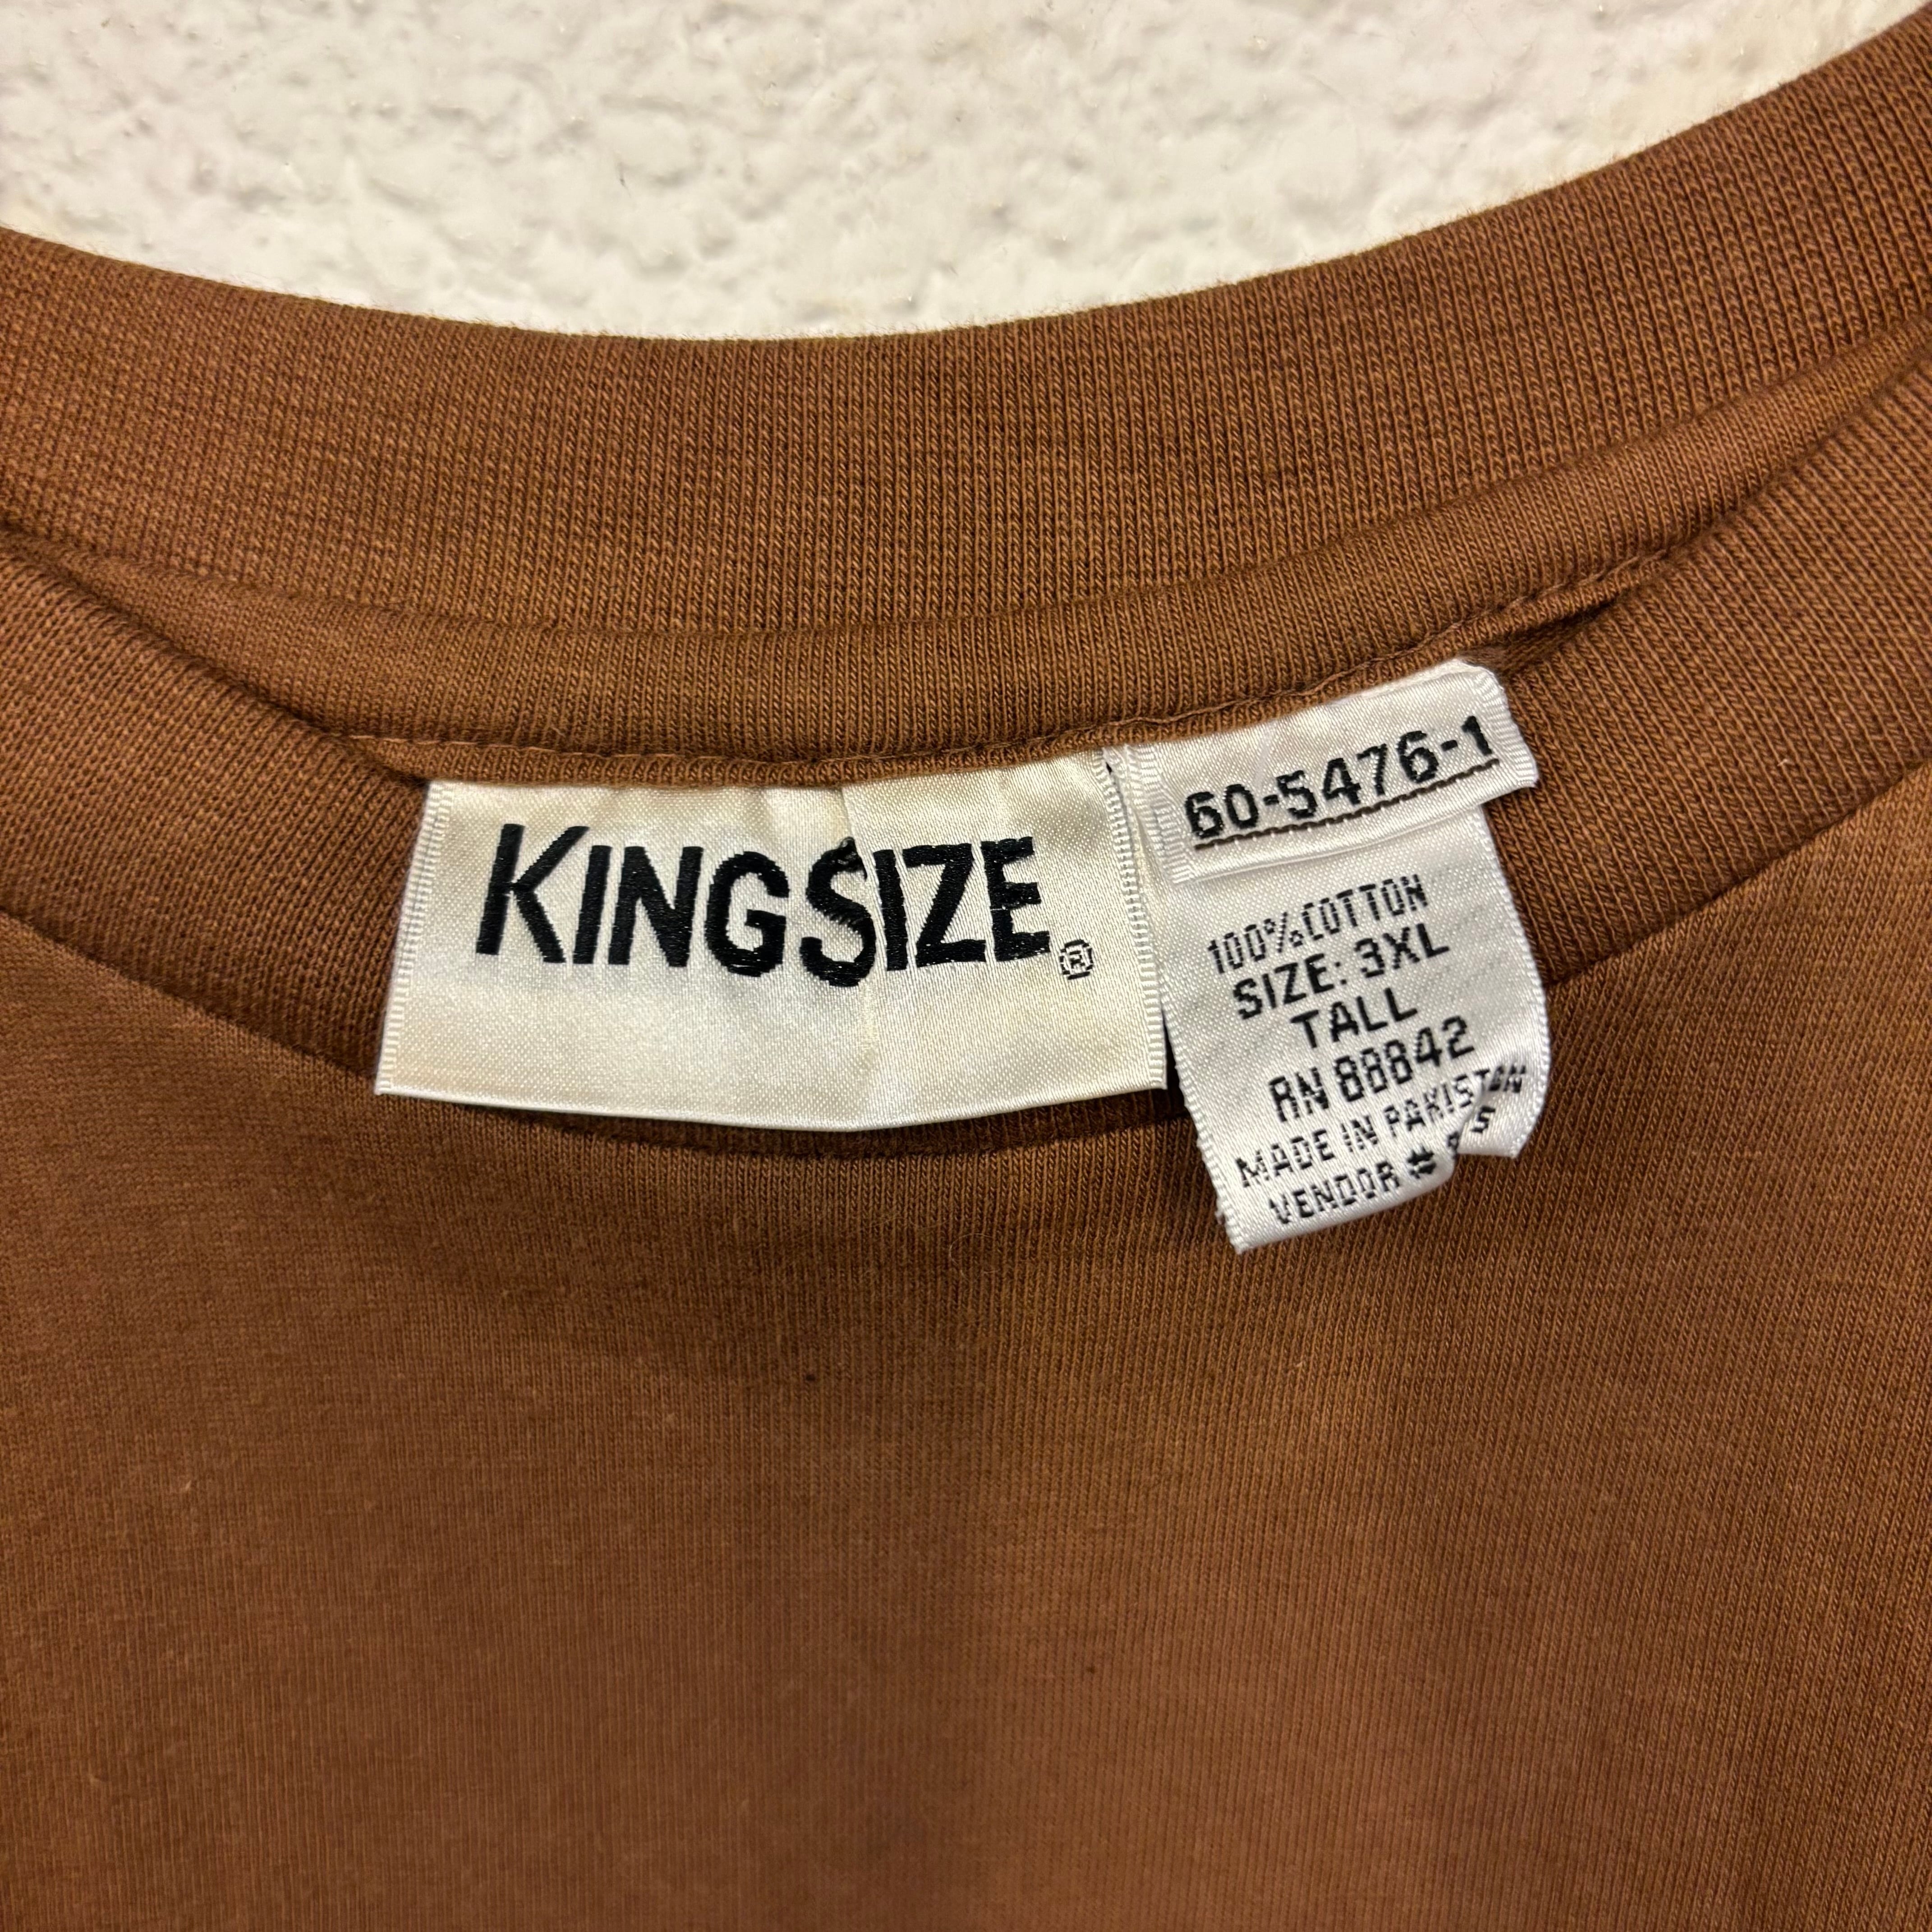 KINGSIZE®
60-5476-1
100% COTTON
SIZE: 3XL
TALL
RN 88842
MADE IN PAKISTAN
VENDOR #